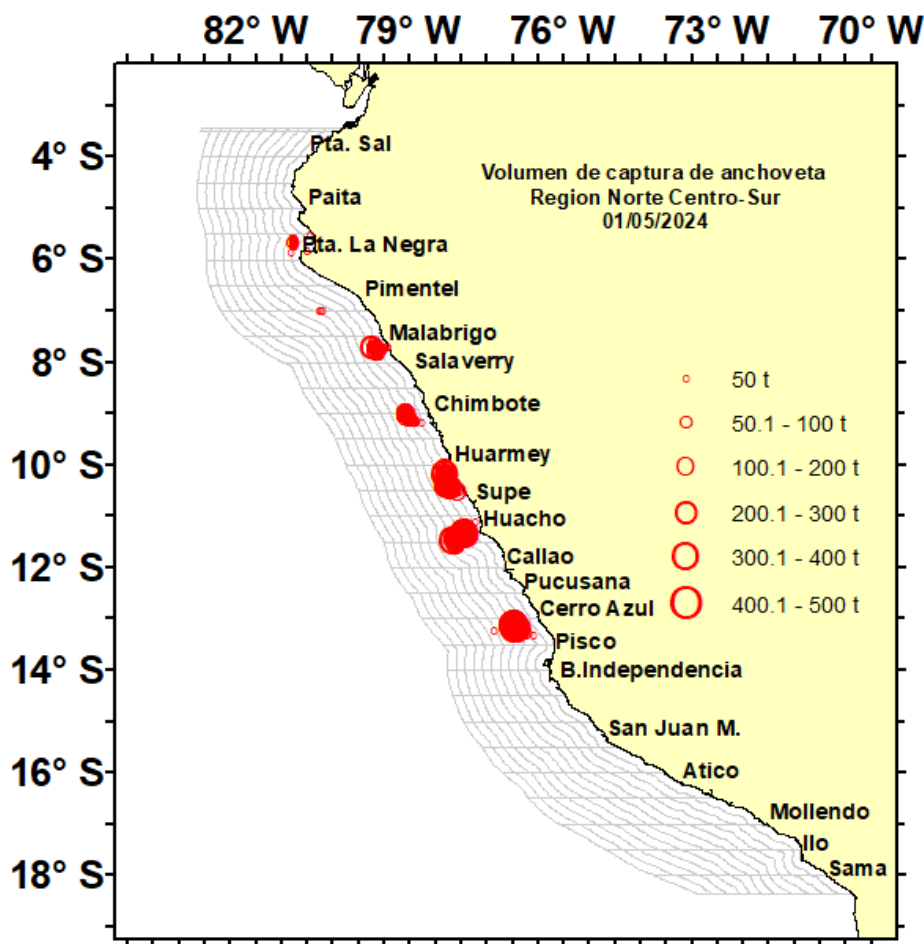 82° W 79° W 76° W 73° W 70° W
4° S
6° S
8° S
10° S
12° S
14° S
16° S
18° S
Volumen de captura de anchoveta
Region Norte Centro-Sur
01/05/2024
Pta. Sal
Paita
Pta. La Negra
Pimentel
Malabrigo
Salaverry
Chimbote
Huarmey
Supe
Huacho
Callao
Pucusana
Cerro Azul
Pisco
B.Independencia
San Juan M.
Atico
Mollendo
Ilo
Sama
50 t
50.1 - 100 t
100.1 - 200 t
200.1 - 300 t
300.1 - 400 t
400.1 - 500 t